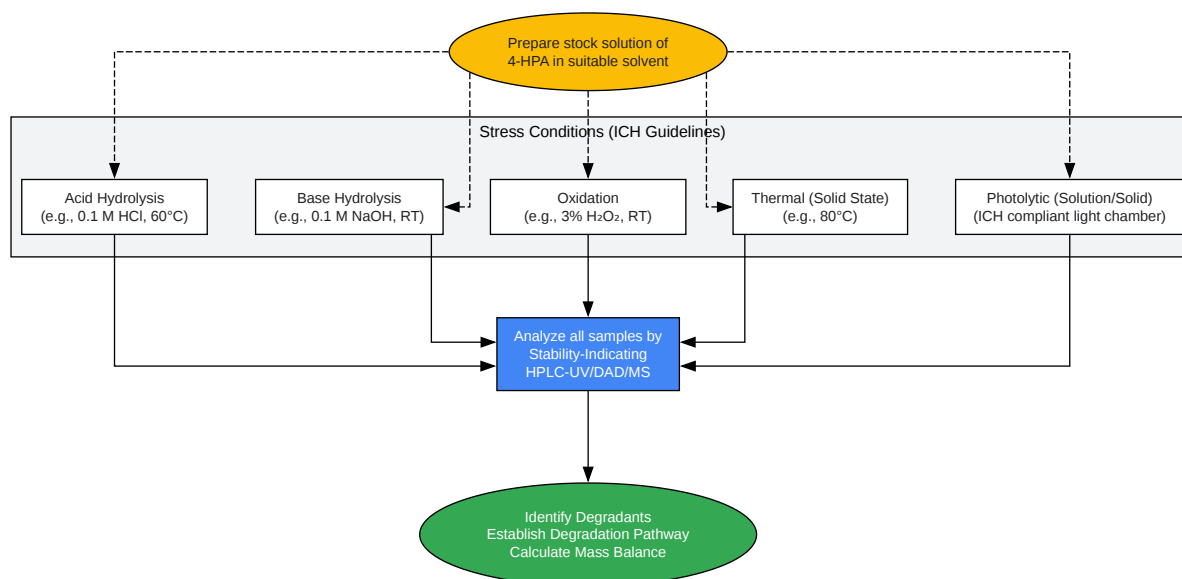 Prepare stock solution of
4-HPA in suitable solvent
Stress Conditions (ICH Guidelines)
Acid Hydrolysis
(e.g., 0.1 M HCl, 60°C)
Base Hydrolysis
(e.g., 0.1 M NaOH, RT)
Oxidation
(e.g., 3% H₂O₂, RT)
Thermal (Solid State)
(e.g., 80°C)
Photolytic (Solution/Solid)
(ICH compliant light chamber)
Analyze all samples by
Stability-Indicating
HPLC-UV/DAD/MS
Identify Degradants
Establish Degradation Pathway
Calculate Mass Balance